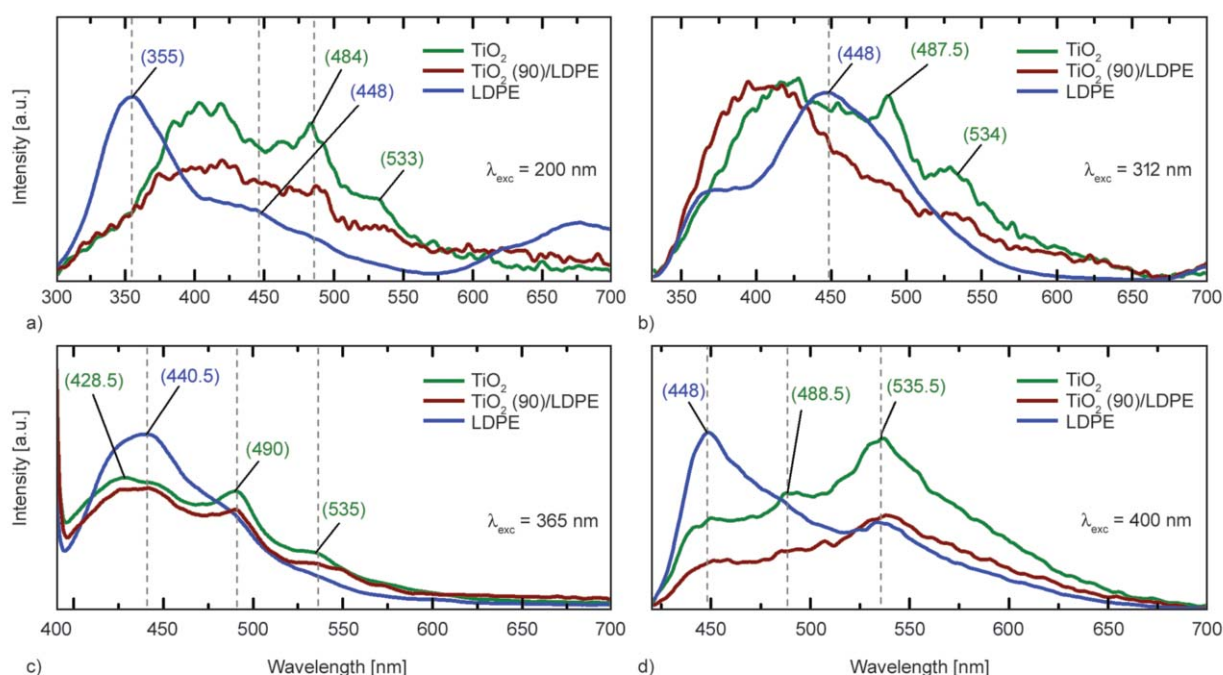 (355)
(484)
(448)
(533)
TiO₂
TiO₂ (90)/LDPE
LDPE
λexc = 200 nm
Intensity [a.u.]
300 350 400 450 500 550 600 650 700
a)
(448)
(487.5)
(534)
TiO₂
TiO₂ (90)/LDPE
LDPE
λexc = 312 nm
Intensity [a.u.]
350 400 450 500 550 600 650 700
b)
(428.5)
(440.5)
(490)
(535)
TiO₂
TiO₂ (90)/LDPE
LDPE
λexc = 365 nm
Intensity [a.u.]
400 450 500 550 600 650 700
c)
Wavelength [nm]
(448)
(488.5)
(535.5)
TiO₂
TiO₂ (90)/LDPE
LDPE
λexc = 400 nm
Intensity [a.u.]
450 500 550 600 650 700
d)
Wavelength [nm]